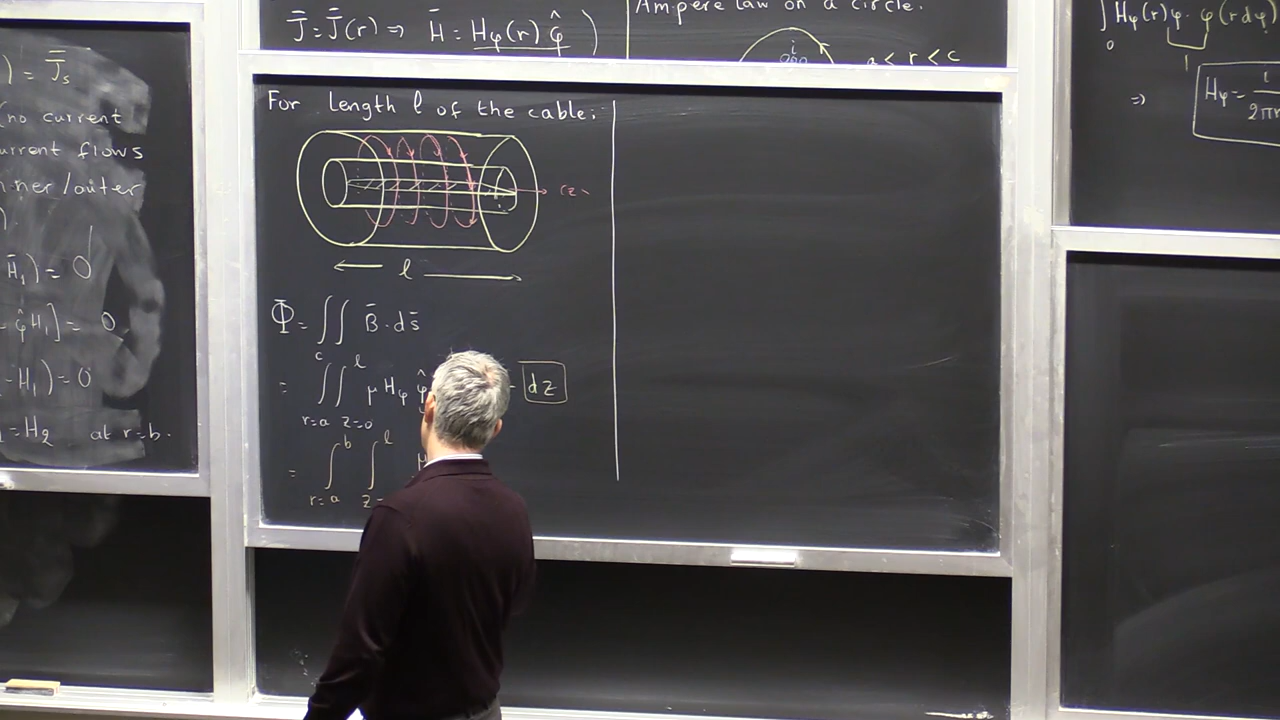 J̄ = J̄(r) ⇒ H̄ = Hφ(r) φ̂ )
Ampere law on a circle.
i
a < r < c
) = J̄s
(no current
urrent flows
ner/outer
H̄₁) = 0
φ̂ H₁] = 0
- H₁) = 0
= H₂ at r=b.
For length l of the cable:
(z
l
Φ̄ = ∬ B̄ · ds̄
c
= ∬ μ Hφ φ̂ dz
l
r=a z=0
= ∫ ∫
b l
r=a z=
∫ Hφ(r) φ · φ (r dφ)
0
1
⇒ Hφ = i / 2πr